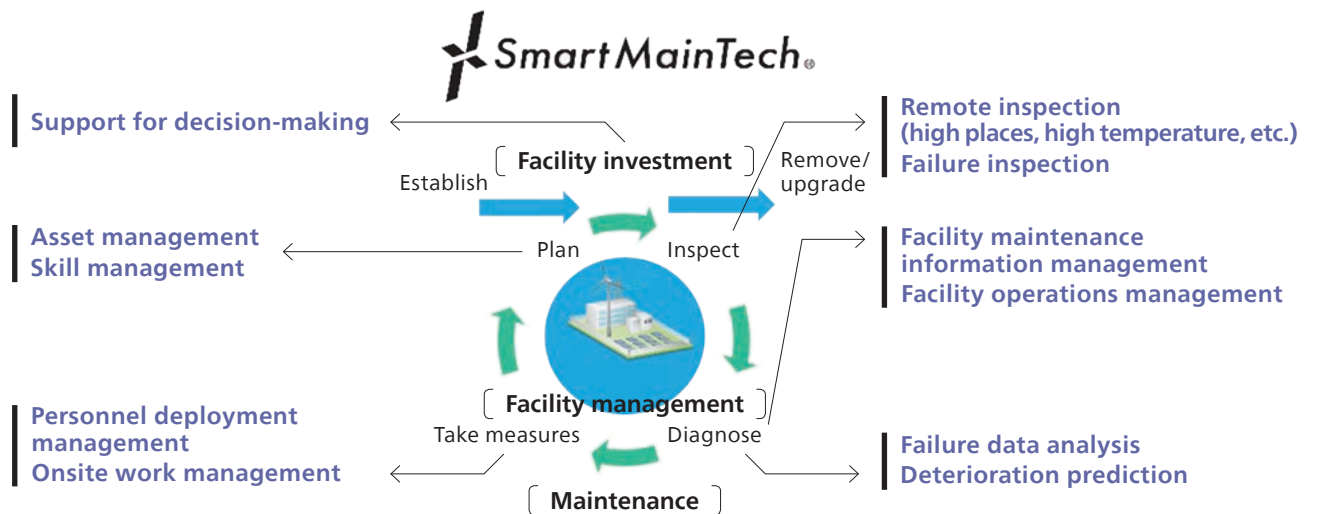 SmartMainTech®
Support for decision-making
Facility investment
Establish
Remove/
upgrade
Remote inspection
(high places, high temperature, etc.)
Failure inspection
Asset management
Skill management
Plan
Inspect
Facility maintenance
information management
Facility operations management
Facility management
Take measures
Diagnose
Personnel deployment
management
Onsite work management
Failure data analysis
Deterioration prediction
Maintenance